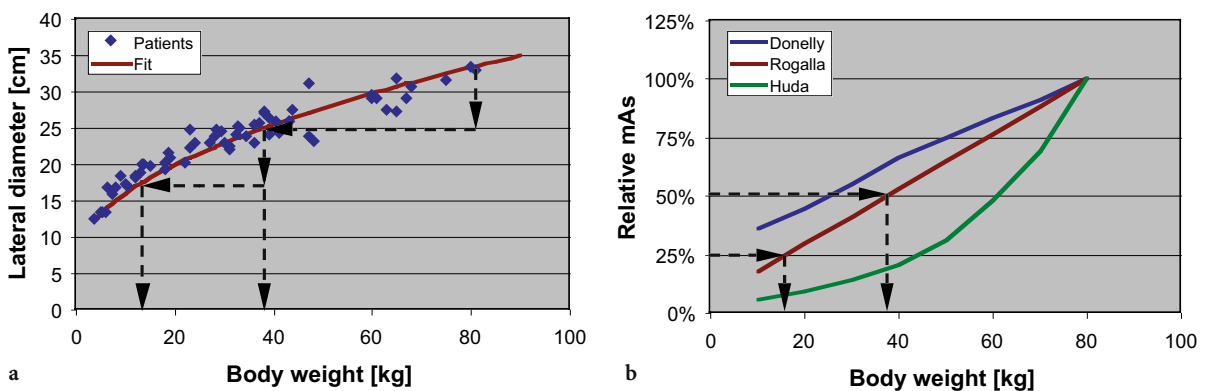 40
35
30
25
20
15
10
5
0
Lateral diameter [cm]
Patients
Fit
0 20 40 60 80 100
Body weight [kg]
a
125%
100%
75%
50%
25%
0%
Relative mAs
Donelly
Rogalla
Huda
0 20 40 60 80 100
Body weight [kg]
b